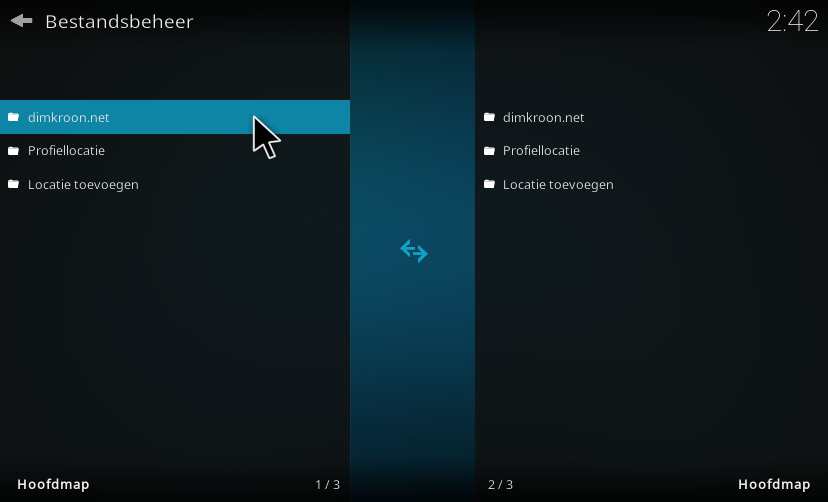 Bestandsbeheer
2:42
dimkroon.net
Profiellocatie
Locatie toevoegen
dimkroon.net
Profiellocatie
Locatie toevoegen
Hoofdmap
1 / 3
2 / 3
Hoofdmap